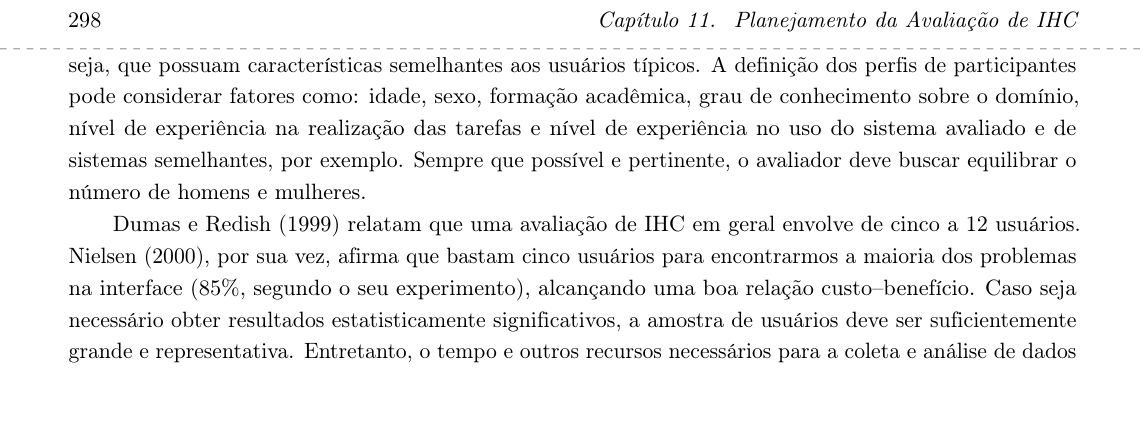 298 Capítulo 11. Planejamento da Avaliação de IHC
seja, que possuam características semelhantes aos usuários típicos. A definição dos perfis de participantes
pode considerar fatores como: idade, sexo, formação acadêmica, grau de conhecimento sobre o domínio,
nível de experiência na realização das tarefas e nível de experiência no uso do sistema avaliado e de
sistemas semelhantes, por exemplo. Sempre que possível e pertinente, o avaliador deve buscar equilibrar o
número de homens e mulheres.
Dumas e Redish (1999) relatam que uma avaliação de IHC em geral envolve de cinco a 12 usuários.
Nielsen (2000), por sua vez, afirma que bastam cinco usuários para encontrarmos a maioria dos problemas
na interface (85%, segundo o seu experimento), alcançando uma boa relação custo–benefício. Caso seja
necessário obter resultados estatisticamente significativos, a amostra de usuários deve ser suficientemente
grande e representativa. Entretanto, o tempo e outros recursos necessários para a coleta e análise de dados